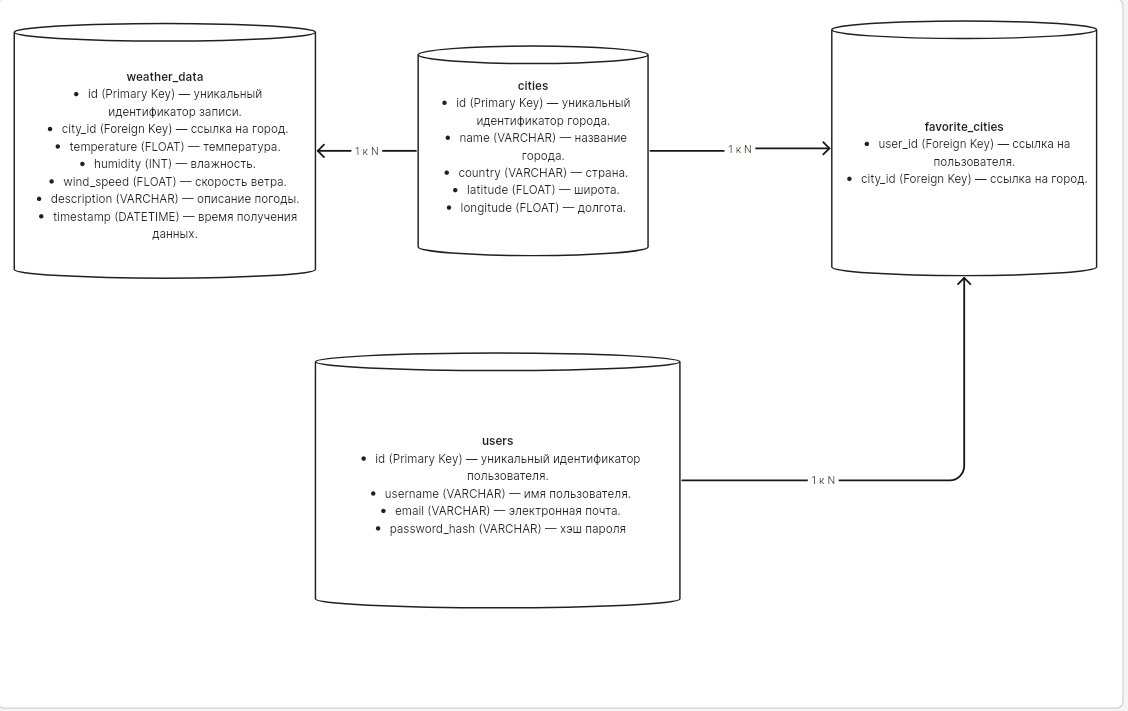 weather_data
• id (Primary Key) — уникальный
идентификатор записи.
• city_id (Foreign Key) — ссылка на город.
• temperature (FLOAT) — температура.
• humidity (INT) — влажность.
• wind_speed (FLOAT) — скорость ветра.
• description (VARCHAR) — описание погоды.
• timestamp (DATETIME) — время получения
данных.
1 к N
cities
• id (Primary Key) — уникальный
идентификатор города.
• name (VARCHAR) — название
города.
• country (VARCHAR) — страна.
• latitude (FLOAT) — широта.
• longitude (FLOAT) — долгота.
1 к N
favorite_cities
• user_id (Foreign Key) — ссылка на
пользователя.
• city_id (Foreign Key) — ссылка на город.
users
• id (Primary Key) — уникальный идентификатор
пользователя.
• username (VARCHAR) — имя пользователя.
• email (VARCHAR) — электронная почта.
• password_hash (VARCHAR) — хэш пароля
1 к N